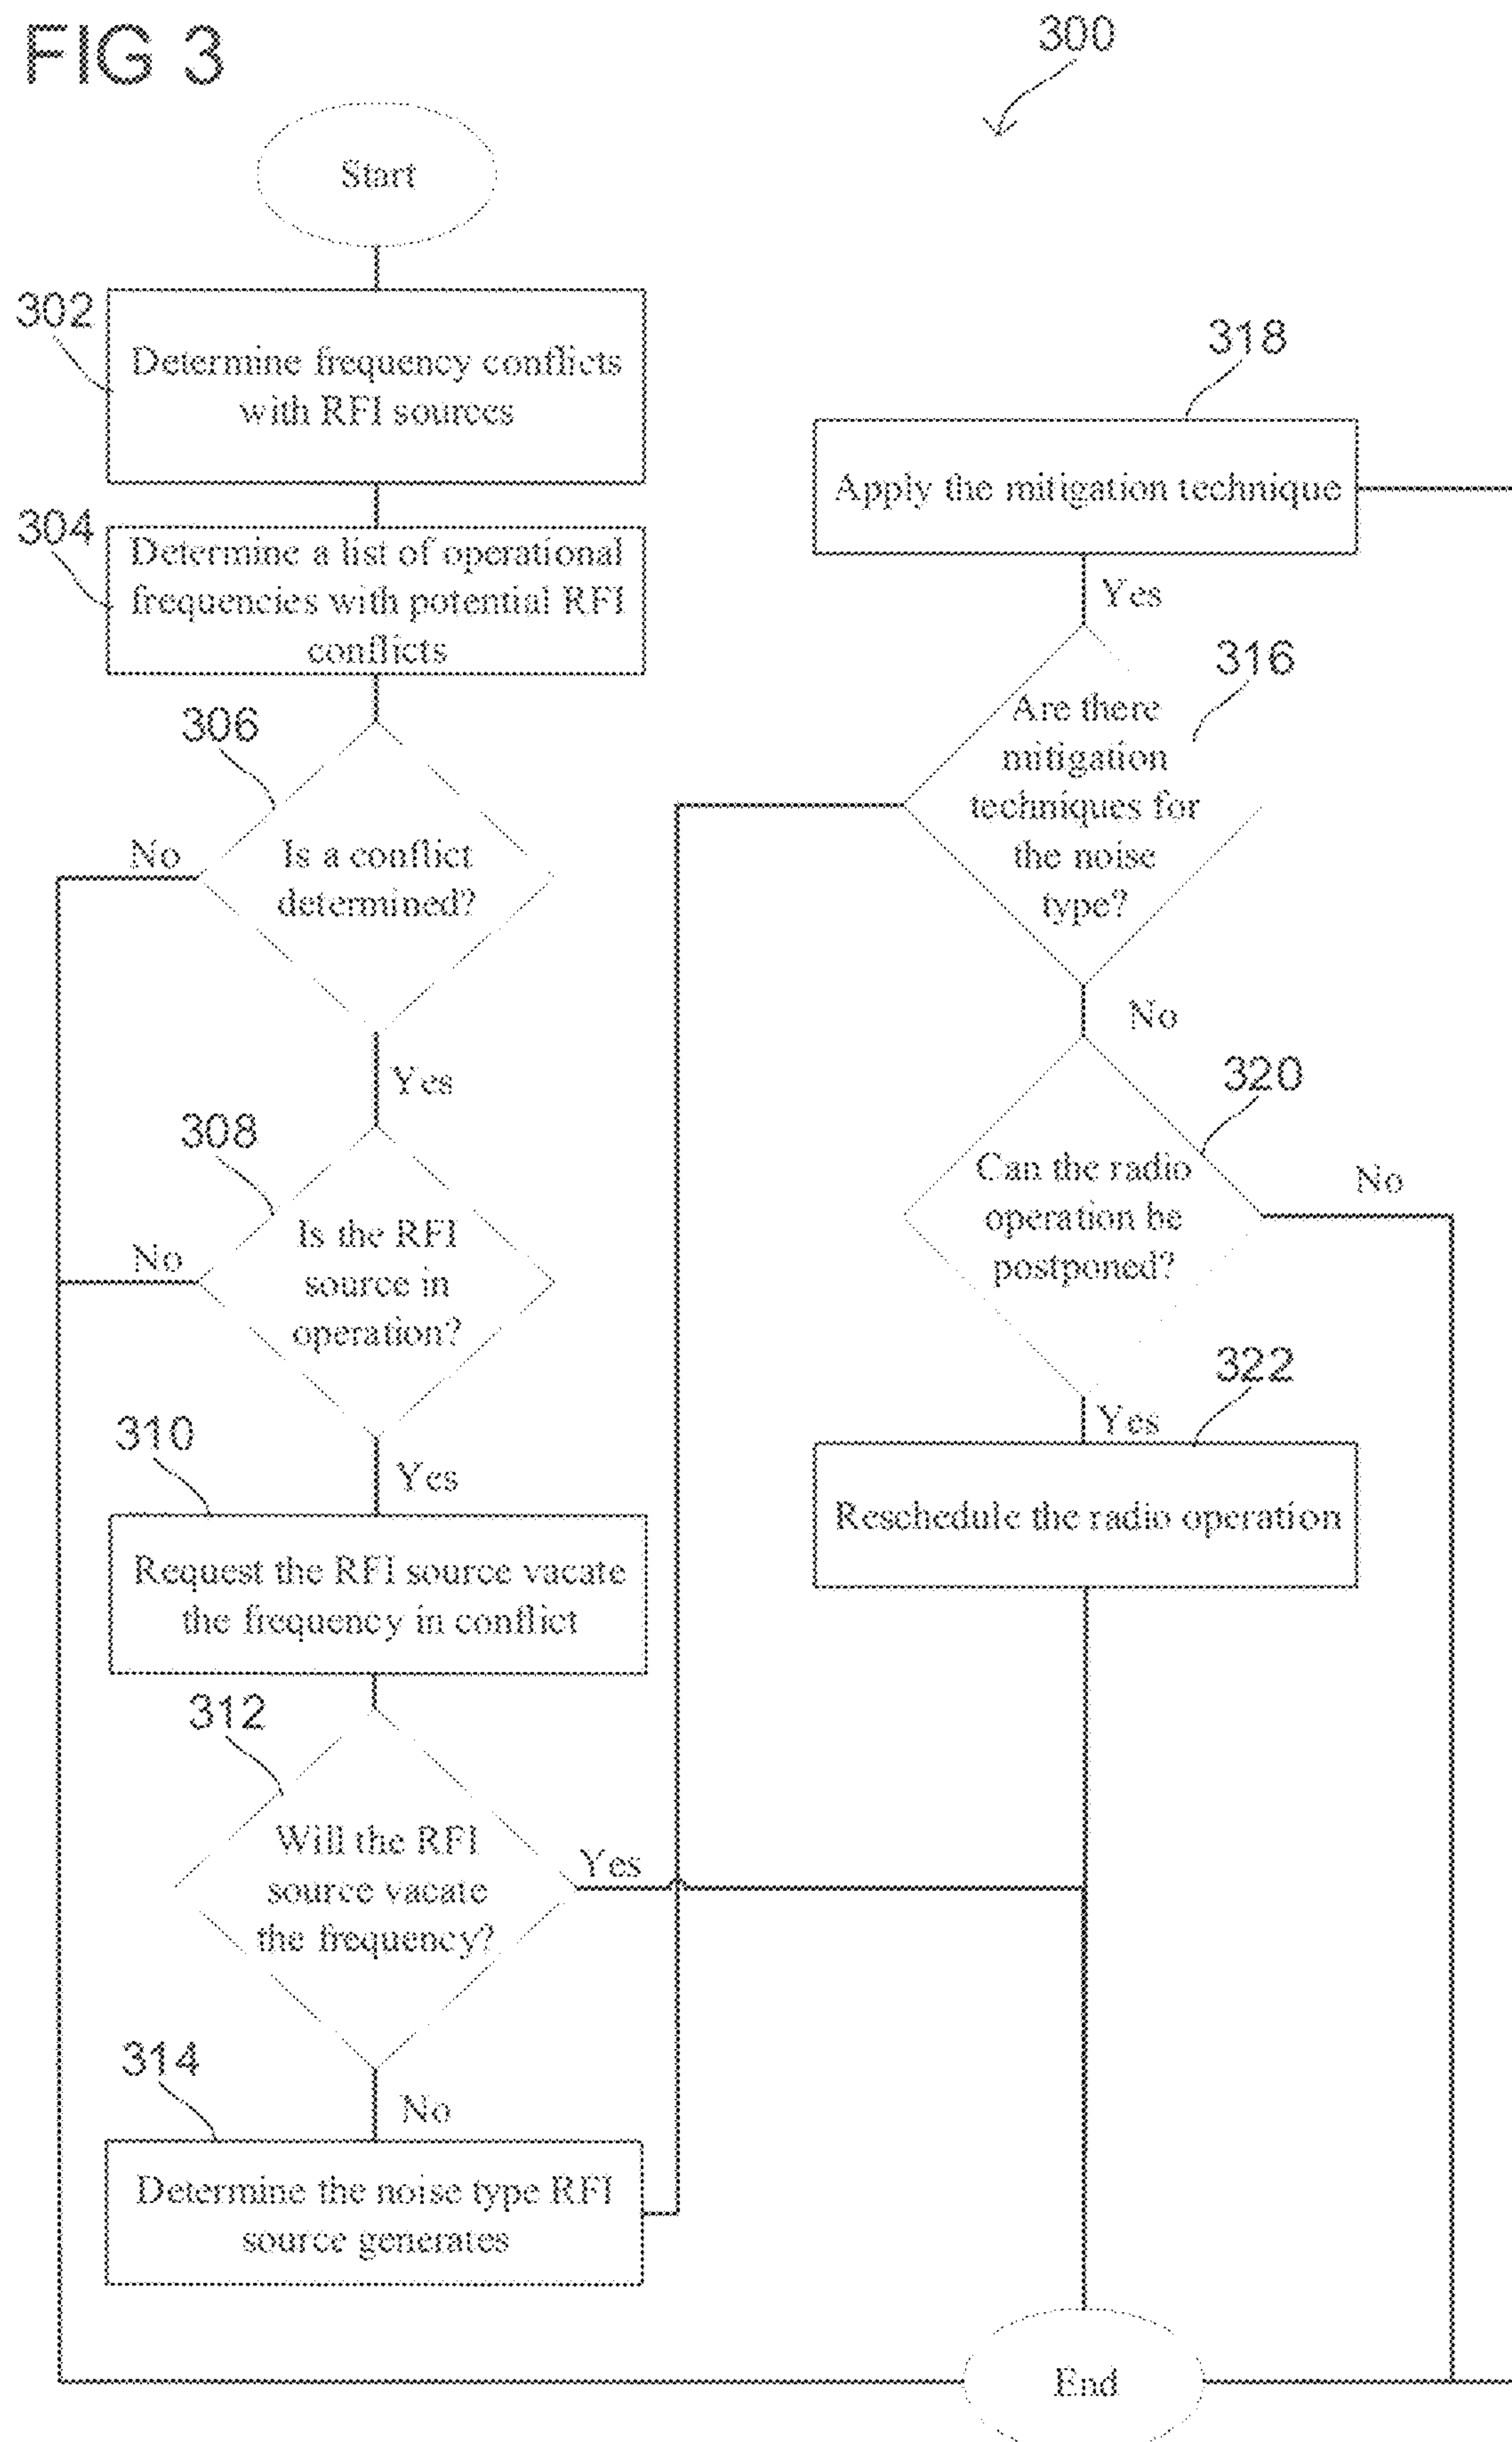 FIG 3
300
Start
302
Determine frequency conflicts
with RFI sources
304
Determine a list of operational
frequencies with potential RFI
conflicts
306
Is a conflict
determined?
No
Yes
308
Is the RFI
source in
operation?
No
Yes
310
Request the RFI source vacate
the frequency in conflict
312
Will the RFI
source vacate
the frequency?
Yes
No
314
Determine the noise type RFI
source generates
318
Apply the mitigation technique
Yes
316
Are there
mitigation
techniques for
the noise
type?
No
320
Can the radio
operation be
postponed?
No
Yes
322
Reschedule the radio operation
End